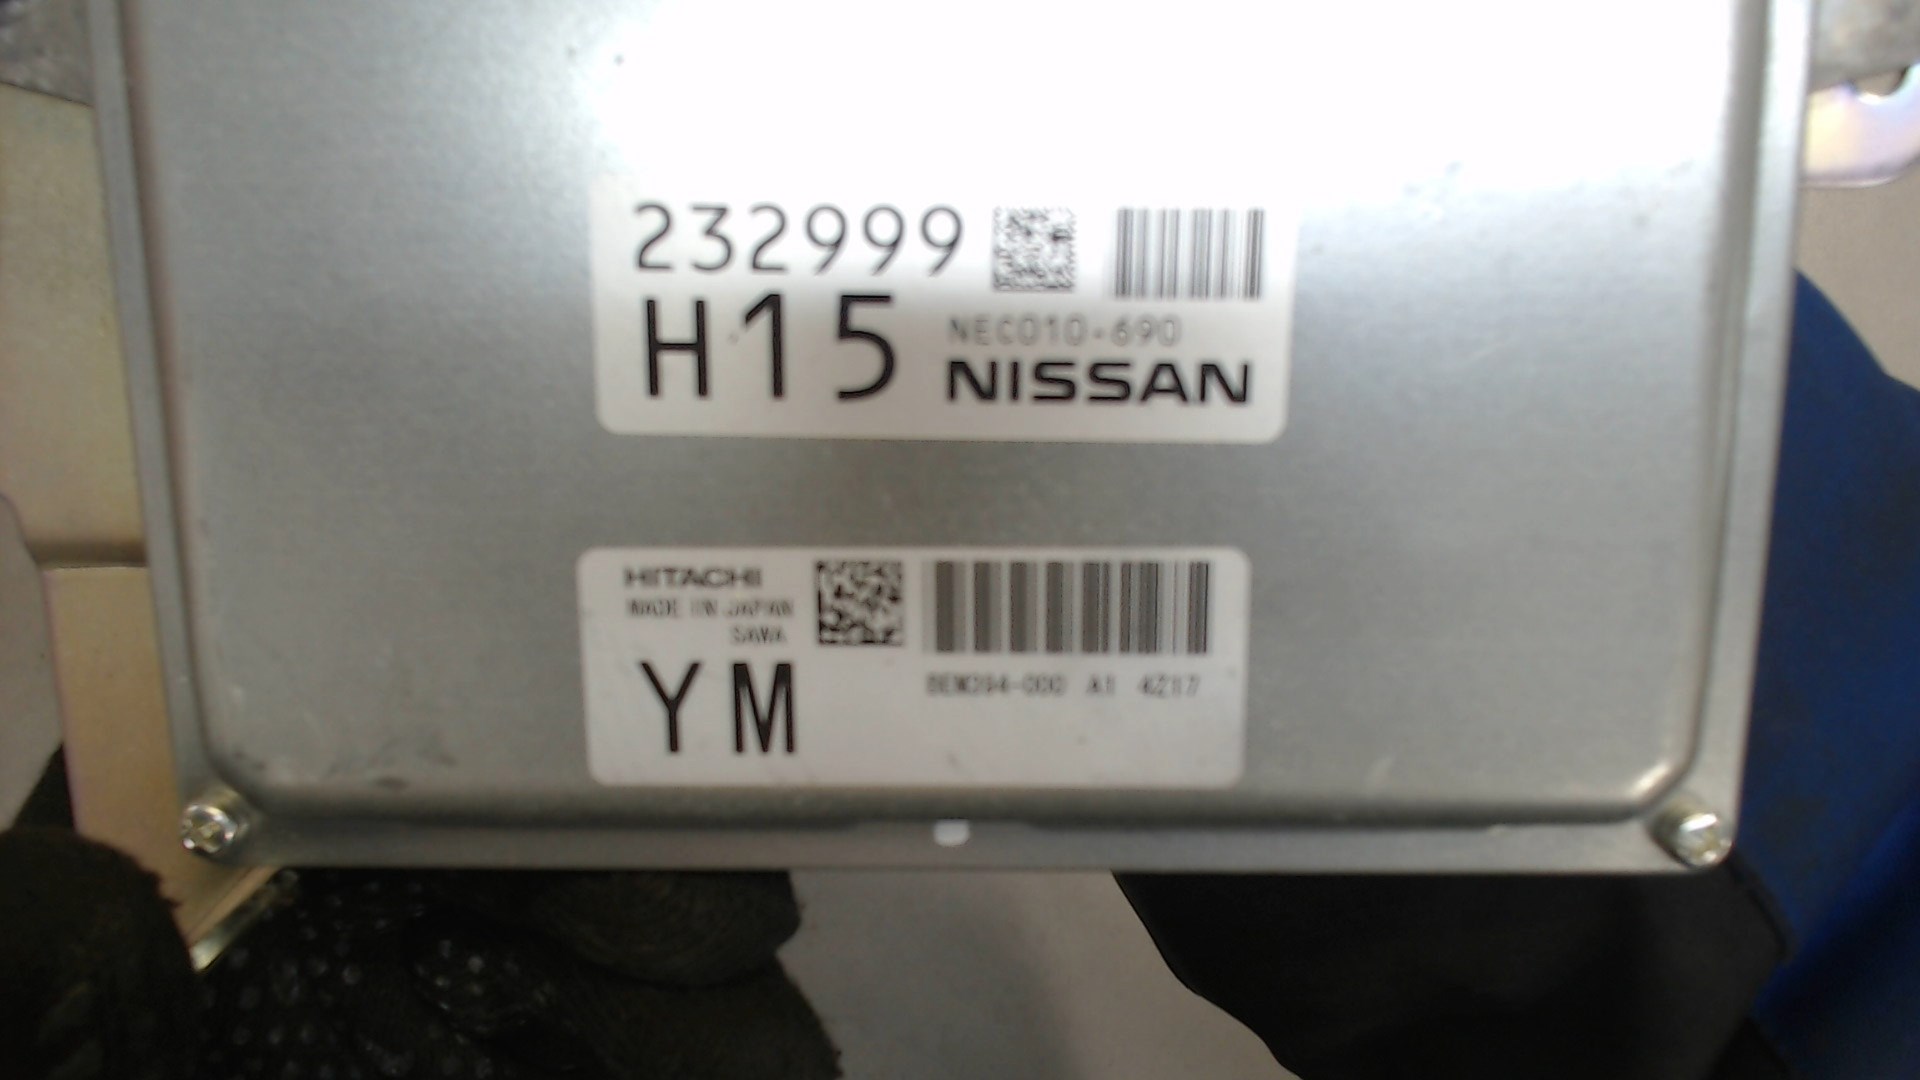 232999
H15
NEC010-690
NISSAN
HITACHI
MADE IN JAPAN
SAWA
YM
BEM394-000 A1 4Z17